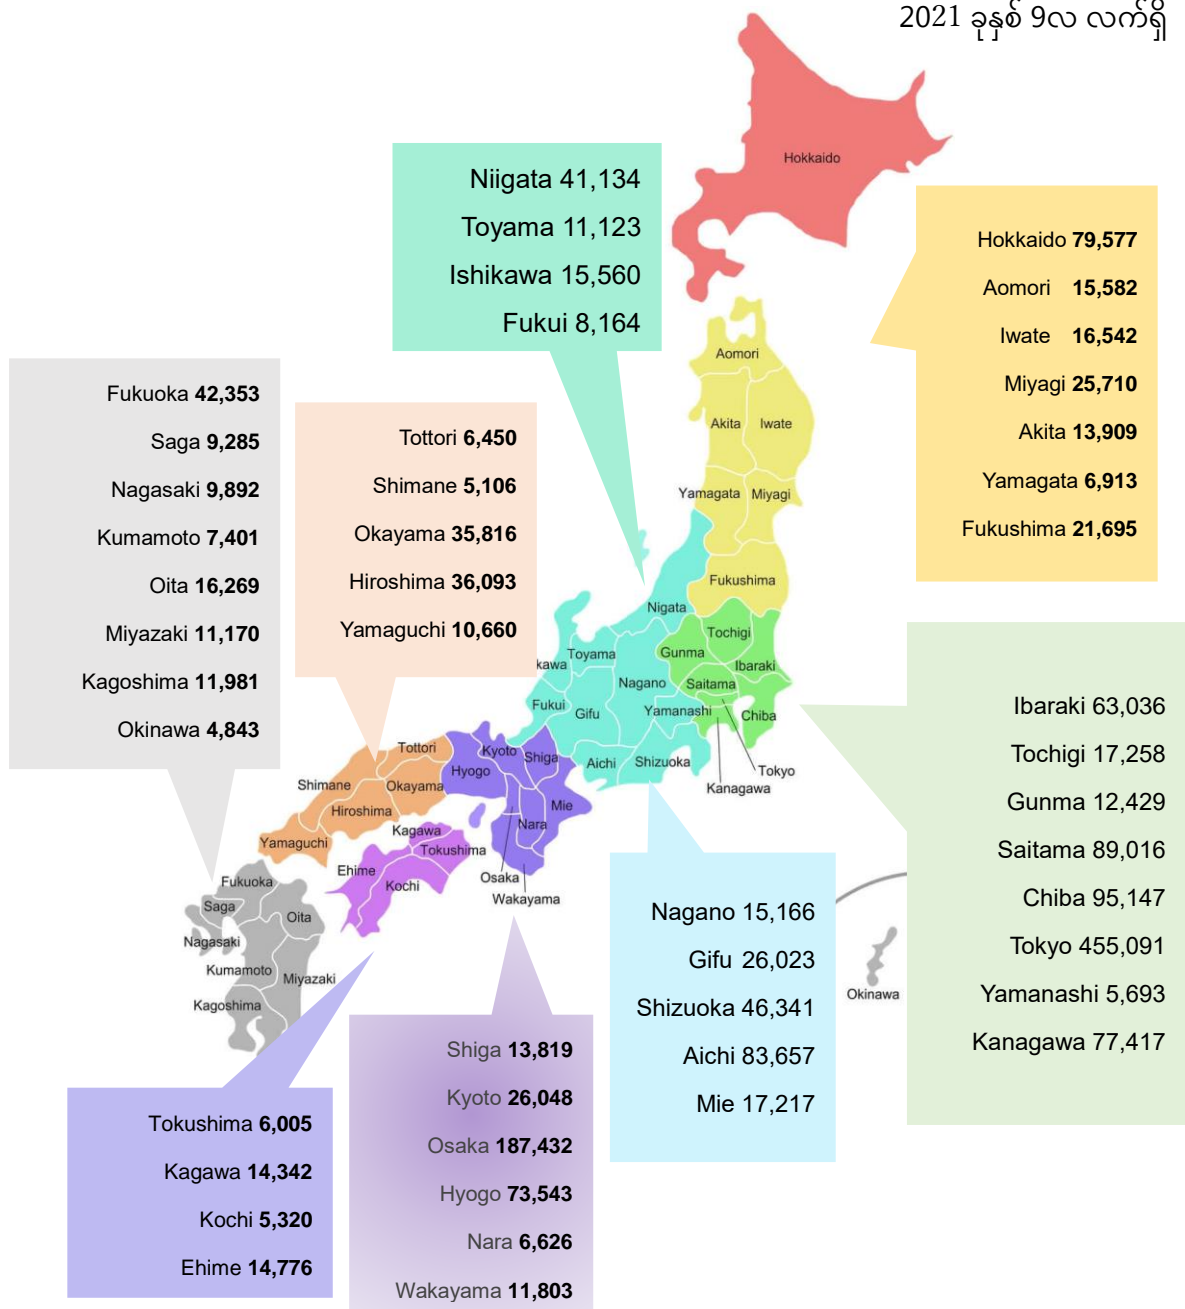 2021 ခုနှစ် 9လ လက်ရှိ
Hokkaido
Niigata 41,134
Toyama 11,123
Ishikawa 15,560
Fukui 8,164
Hokkaido 79,577
Aomori 15,582
Iwate 16,542
Miyagi 25,710
Akita 13,909
Yamagata 6,913
Fukushima 21,695
Fukuoka 42,353
Saga 9,285
Nagasaki 9,892
Kumamoto 7,401
Oita 16,269
Miyazaki 11,170
Kagoshima 11,981
Okinawa 4,843
Tottori 6,450
Shimane 5,106
Okayama 35,816
Hiroshima 36,093
Yamaguchi 10,660
Aomori
Akita
Iwate
Yamagata
Miyagi
Fukushima
Nigata
Tochigi
Gunma
Ibaraki
Toyama
kawa
Nagano
Saitama
Fukui
Gifu
Yamanashi
Chiba
Aichi
Shizuoka
Tokyo
Kanagawa
Tottori
Kyoto
Shiga
Hyogo
Shimane
Okayama
Hiroshima
Mie
Nara
Yamaguchi
Kagawa
Tokushima
Ehime
Kochi
Osaka
Wakayama
Fukuoka
Saga
Oita
Nagasaki
Kumamoto
Miyazaki
Kagoshima
Okinawa
Ibaraki 63,036
Tochigi 17,258
Gunma 12,429
Saitama 89,016
Chiba 95,147
Tokyo 455,091
Yamanashi 5,693
Kanagawa 77,417
Nagano 15,166
Gifu 26,023
Shizuoka 46,341
Aichi 83,657
Mie 17,217
Shiga 13,819
Kyoto 26,048
Osaka 187,432
Hyogo 73,543
Nara 6,626
Wakayama 11,803
Tokushima 6,005
Kagawa 14,342
Kochi 5,320
Ehime 14,776